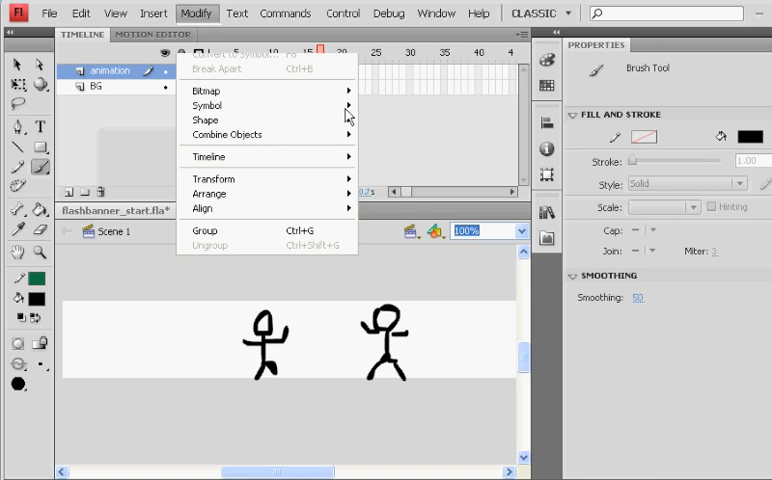 Fl File Edit View Insert Modify Text Commands Control Debug Window Help CLASSIC
TIMELINE MOTION EDITOR
5 10 15 20 25 30 35 40 4
animation
BG
Convert to Symbol... F8
Break Apart Ctrl+B
Bitmap
Symbol
Shape
Combine Objects
Timeline
Transform
Arrange
Align
Group Ctrl+G
Ungroup Ctrl+Shift+G
flashbanner_start.fla*
Scene 1
100%
T
PROPERTIES
Brush Tool
FILL AND STROKE
Stroke: 1.00
Style: Solid
Scale: Hinting
Cap:
Join: Miter: 3
SMOOTHING
Smoothing: 50